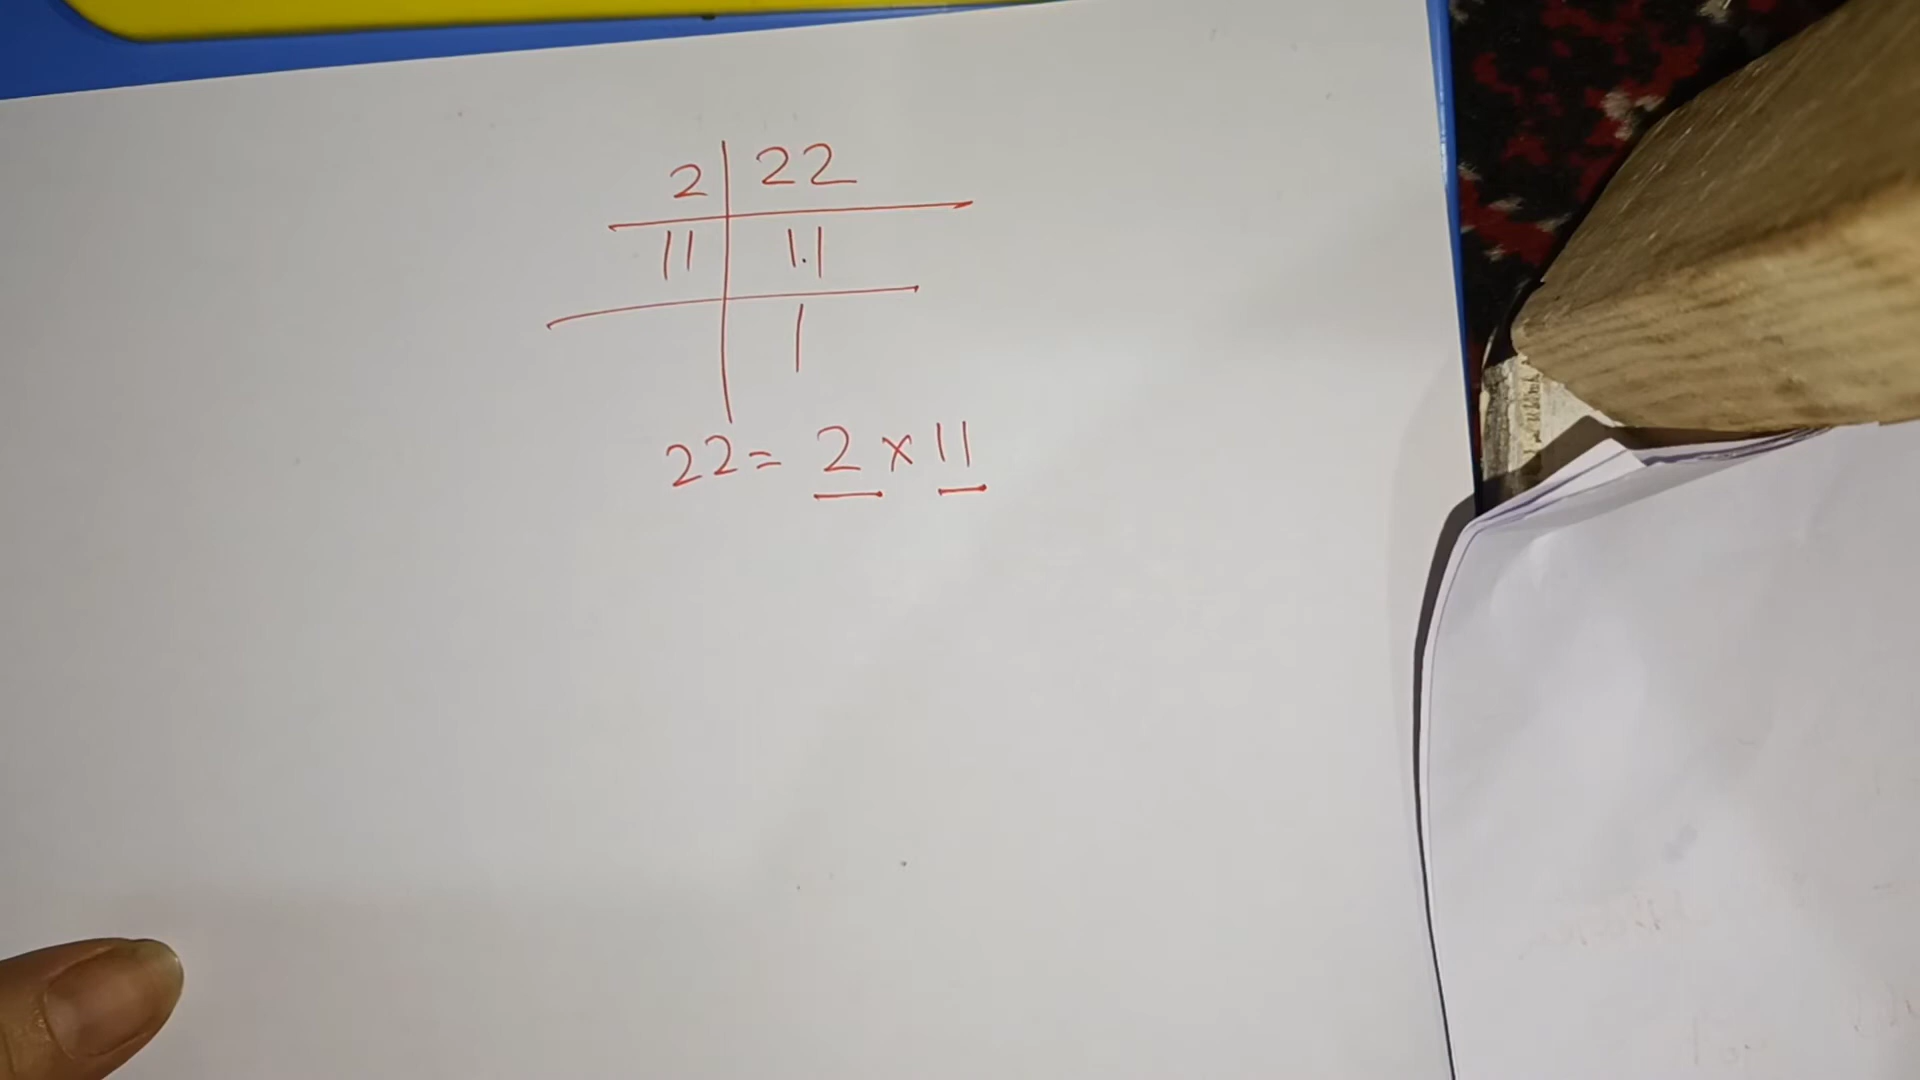 2 | 22
11 | 11
| 1
22 = 2 × 11